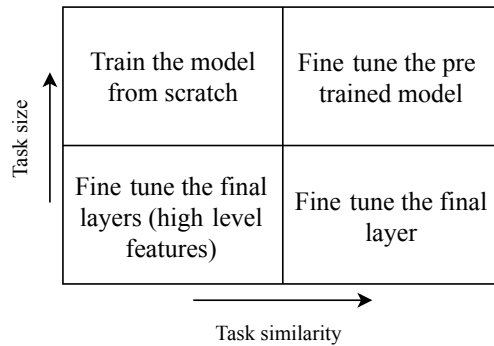 Train the model
from scratch
Fine tune the pre
trained model
Task size
Fine tune the final
layers (high level
features)
Fine tune the final
layer
Task similarity